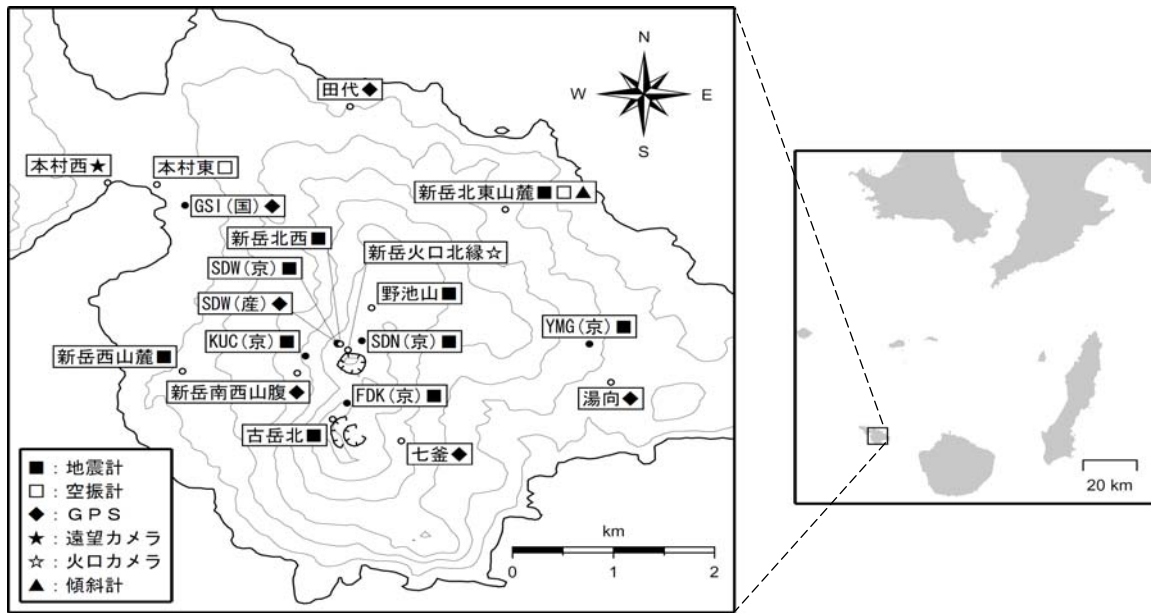 N
W E
S
田代◆
本村西★
本村東□
新岳北東山麓■□▲
GSI(国)◆
新岳北西■
新岳火口北縁☆
SDW(京)■
野池山■
SDW(産)◆
YMG(京)■
KUC(京)■
SDN(京)■
新岳西山麓■
新岳南西山腹◆
FDK(京)■
湯向◆
古岳北■
七釜◆
■:地震計
□:空振計
◆:GPS
★:遠望カメラ
☆:火口カメラ
▲:傾斜計
km
0 1 2
20 km